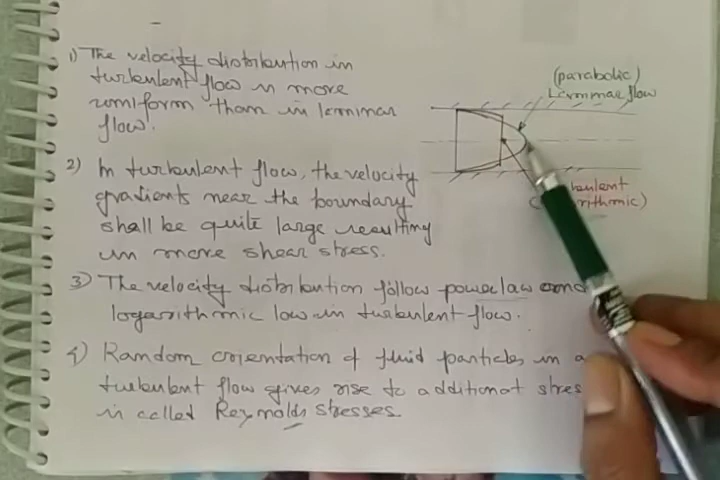 1) The velocity distribution in
turbulent flow is more
uniform than in laminar
flow.
2) In turbulent flow, the velocity
gradients near the boundary
shall be quite large resulting
in more shear stress.
3) The velocity distribution follow power law and
logarithmic law in turbulent flow.
4) Random orientation of fluid particles in a
turbulent flow gives rise to additional stres
is called Reynolds stresses.
(parabolic)
Laminar flow
bulent
rithmic)